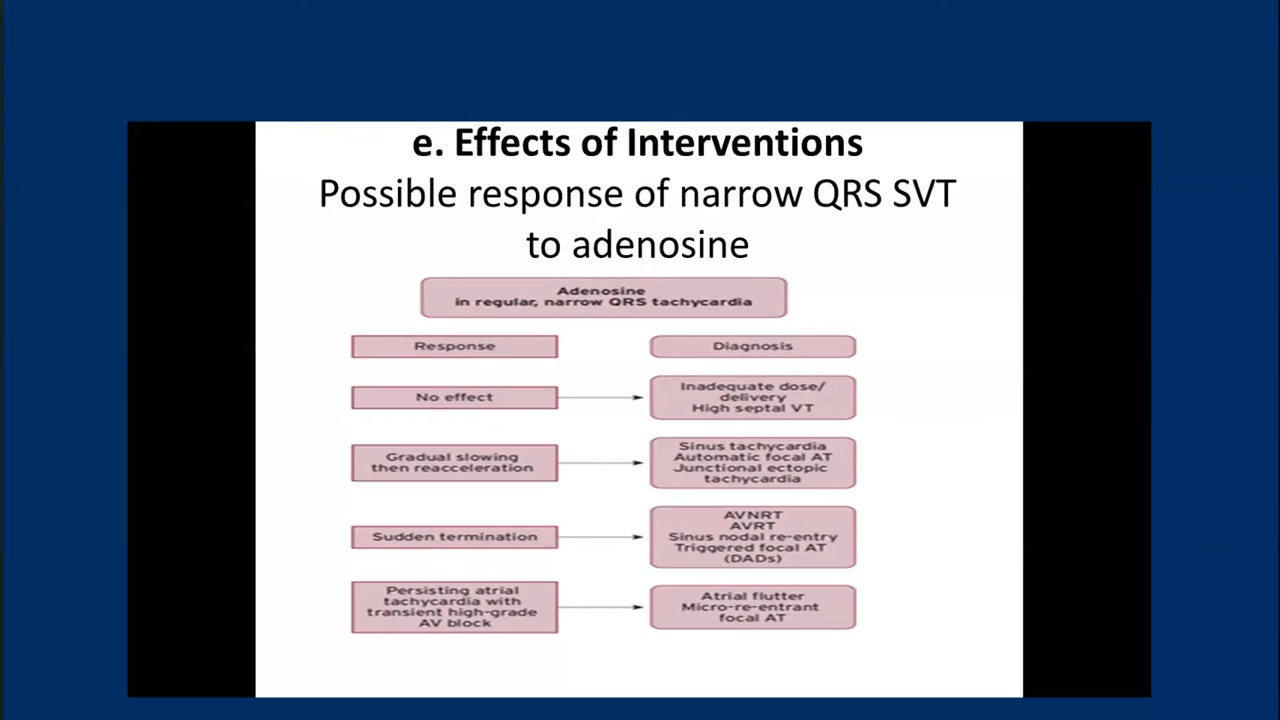 e. Effects of Interventions
Possible response of narrow QRS SVT
to adenosine
Adenosine
in regular, narrow QRS tachycardia
Response
Diagnosis
No effect
Inadequate dose/
delivery
High septal VT
Gradual slowing
then reacceleration
Sinus tachycardia
Automatic focal AT
Junctional ectopic
tachycardia
Sudden termination
AVNRT
AVRT
Sinus nodal re-entry
Triggered focal AT
(DADs)
Persisting atrial
tachycardia with
transient high-grade
AV block
Atrial flutter
Micro-re-entrant
focal AT